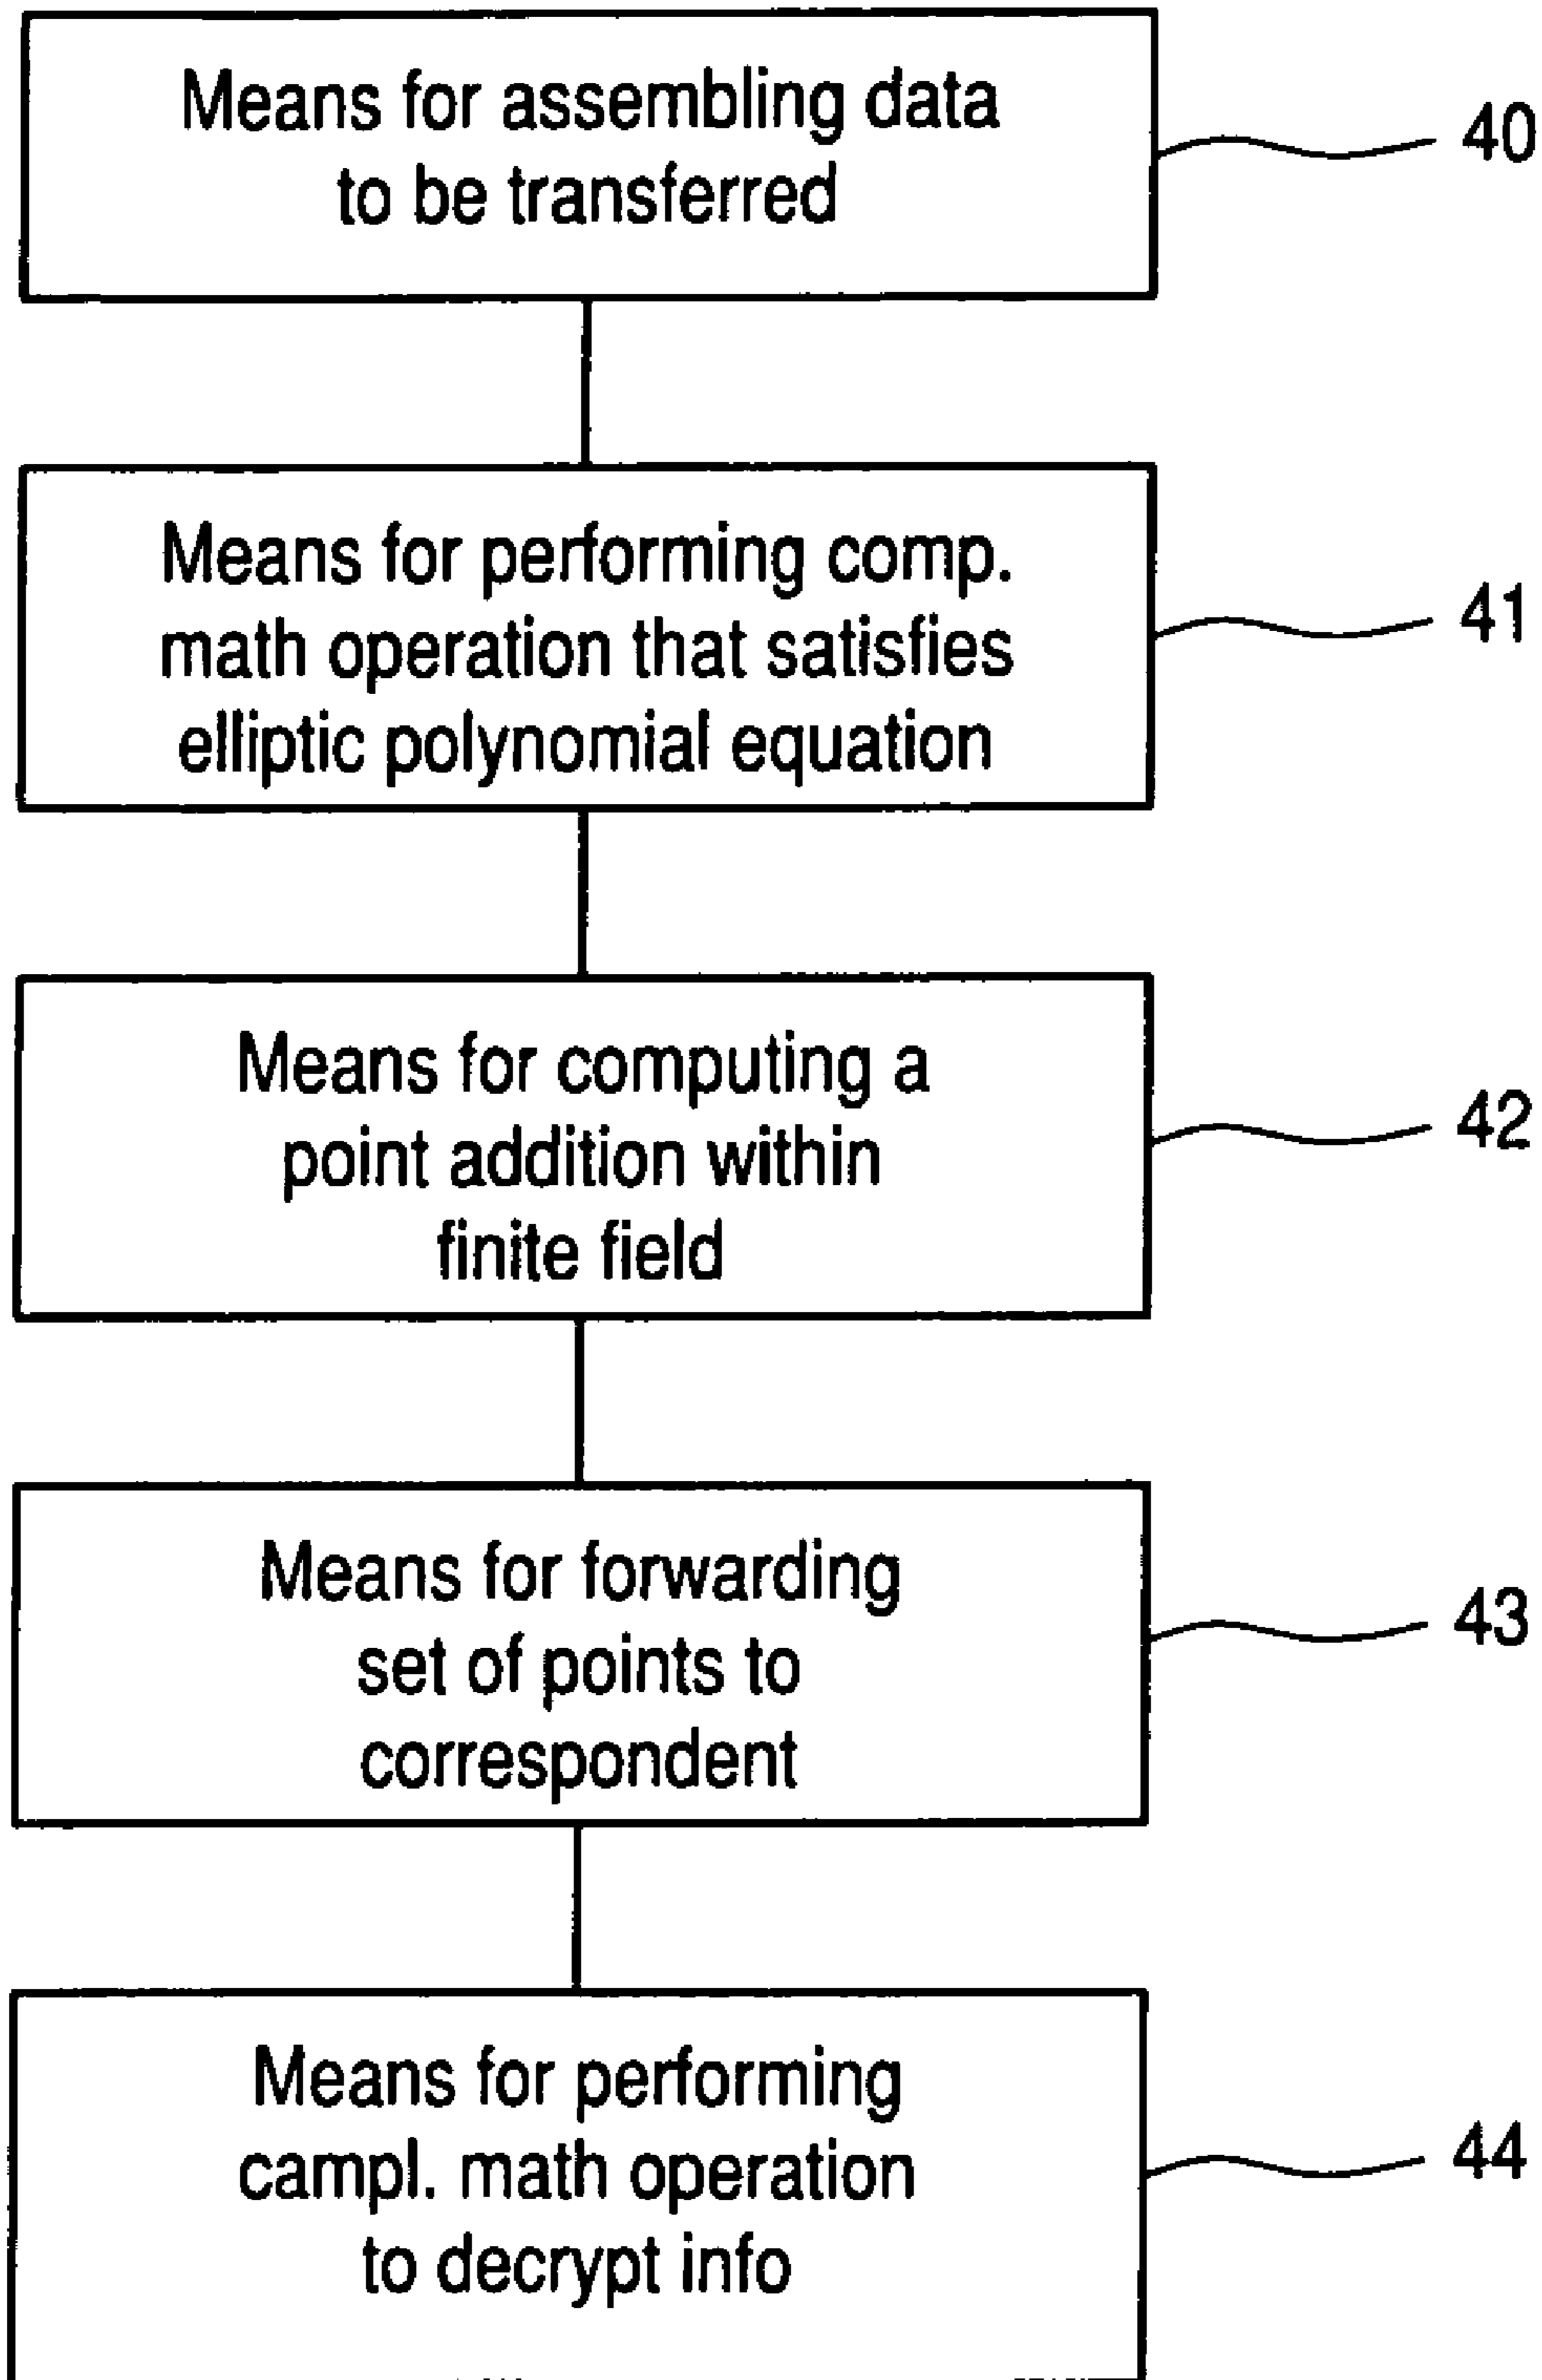 Means for assembling data
to be transferred
40
Means for performing comp.
math operation that satisfies
elliptic polynomial equation
41
Means for computing a
point addition within
finite field
42
Means for forwarding
set of points to
correspondent
43
Means for performing
campl. math operation
to decrypt info
44